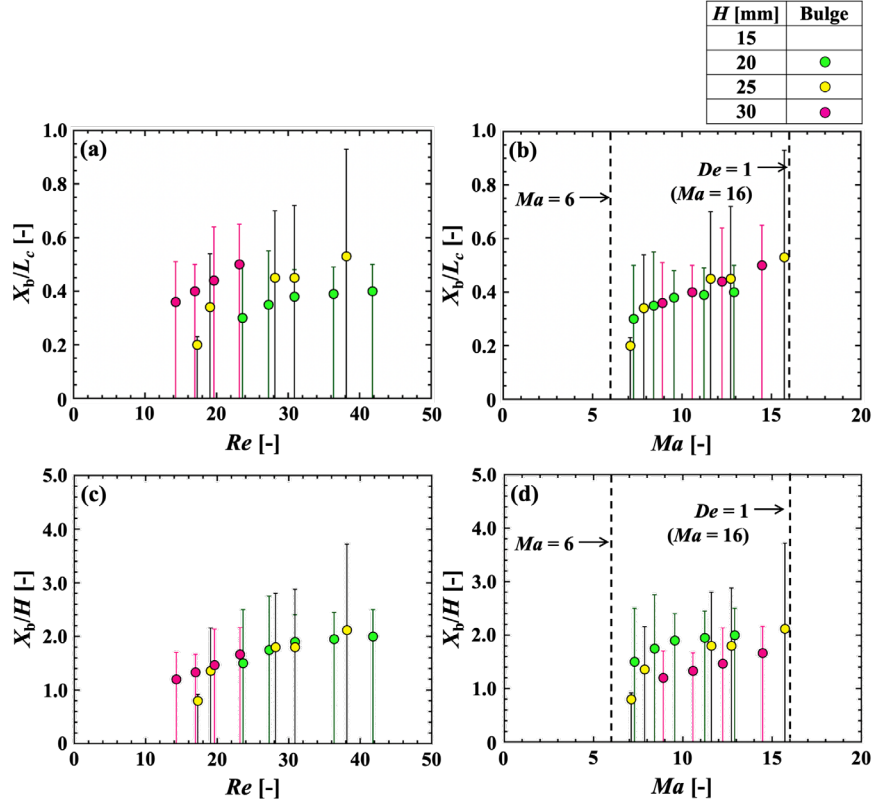 H [mm] Bulge
15
20
25
30
(a)
1.0
0.8
0.6
0.4
0.2
0
X_b/L_c [-]
0 10 20 30 40 50
Re [-]
(b)
1.0
0.8
0.6
0.4
0.2
0
X_b/L_c [-]
De = 1
(Ma = 16)
Ma = 6
0 5 10 15 20
Ma [-]
(c)
5.0
4.0
3.0
2.0
1.0
0
X_b/H [-]
0 10 20 30 40 50
Re [-]
(d)
5.0
4.0
3.0
2.0
1.0
0
X_b/H [-]
De = 1
(Ma = 16)
Ma = 6
0 5 10 15 20
Ma [-]